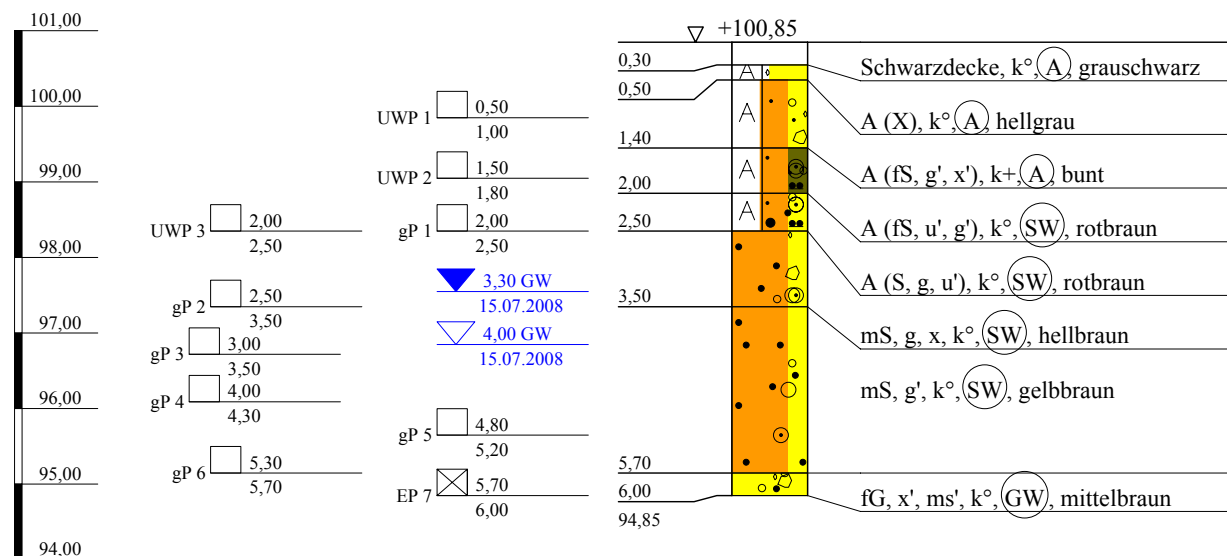 101,00
100,00
99,00
98,00
97,00
96,00
95,00
94,00
UWP 3 2,00
2,50
gP 2 2,50
3,50
gP 3 3,00
3,50
gP 4 4,00
4,30
gP 6 5,30
5,70
UWP 1 0,50
1,00
UWP 2 1,50
1,80
gP 1 2,00
2,50
3,30 GW
15.07.2008
4,00 GW
15.07.2008
gP 5 4,80
5,20
EP 7 5,70
6,00
+100,85
0,30
0,50
1,40
2,00
2,50
3,50
5,70
6,00
94,85
A
A
A
A
Schwarzdecke, k°, A, grauschwarz
A (X), k°, A, hellgrau
A (fS, g', x'), k+, A, bunt
A (fS, u', g'), k°, SW, rotbraun
A (S, g, u'), k°, SW, rotbraun
mS, g, x, k°, SW, hellbraun
mS, g', k°, SW, gelbbraun
fG, x', ms', k°, GW, mittelbraun